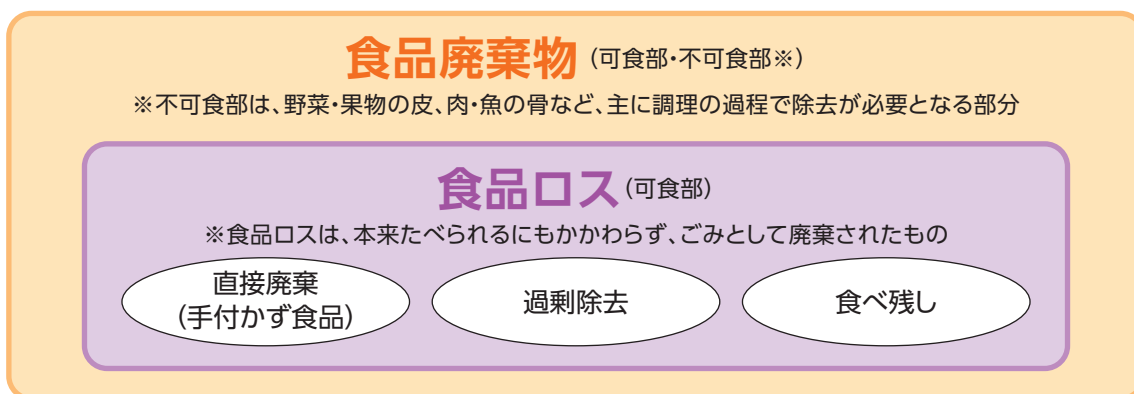 食品廃棄物（可食部・不可食部※）
※不可食部は、野菜・果物の皮、肉・魚の骨など、主に調理の過程で除去が必要となる部分
食品ロス（可食部）
※食品ロスは、本来たべられるにもかかわらず、ごみとして廃棄されたもの
直接廃棄
（手付かず食品）
過剰除去
食べ残し